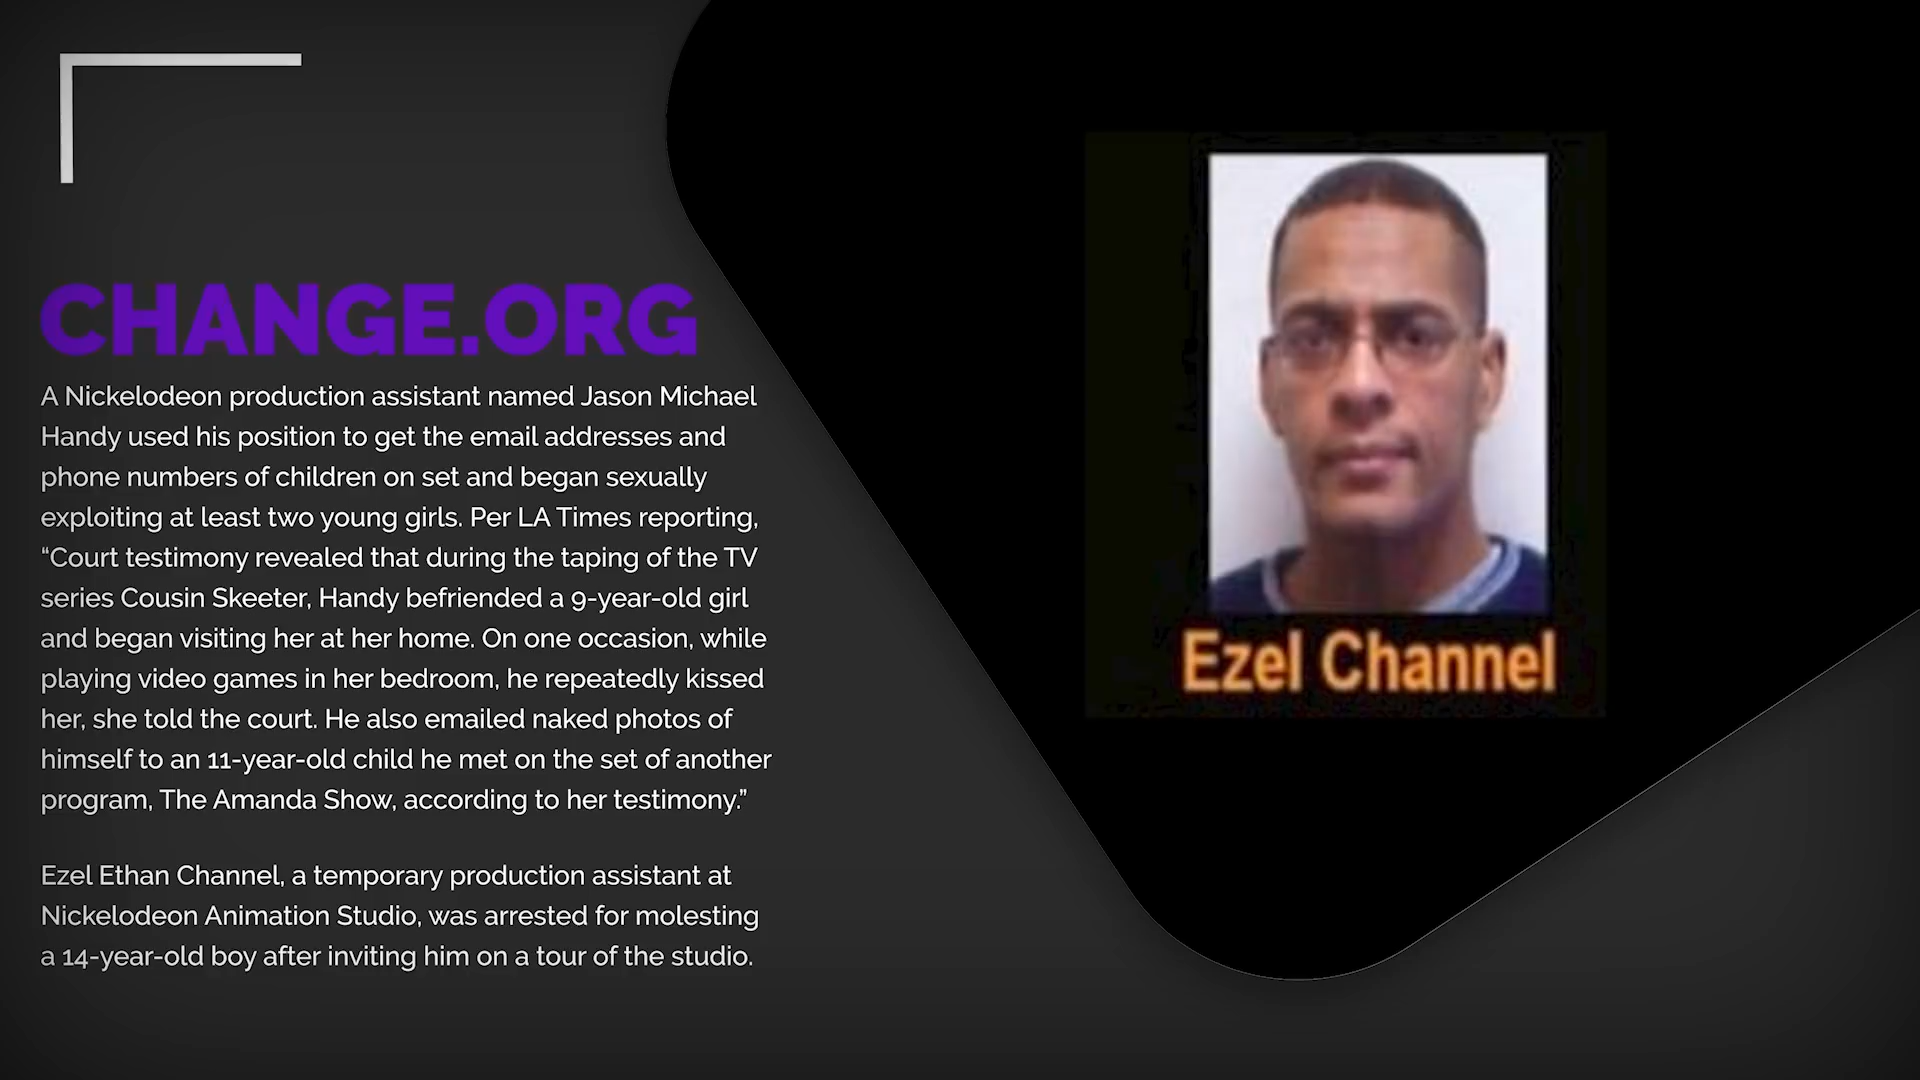 CHANGE.ORG
A Nickelodeon production assistant named Jason Michael
Handy used his position to get the email addresses and
phone numbers of children on set and began sexually
exploiting at least two young girls. Per LA Times reporting,
“Court testimony revealed that during the taping of the TV
series Cousin Skeeter, Handy befriended a 9-year-old girl
and began visiting her at her home. On one occasion, while
playing video games in her bedroom, he repeatedly kissed
her, she told the court. He also emailed naked photos of
himself to an 11-year-old child he met on the set of another
program, The Amanda Show, according to her testimony.”
Ezel Ethan Channel, a temporary production assistant at
Nickelodeon Animation Studio, was arrested for molesting
a 14-year-old boy after inviting him on a tour of the studio.
Ezel Channel